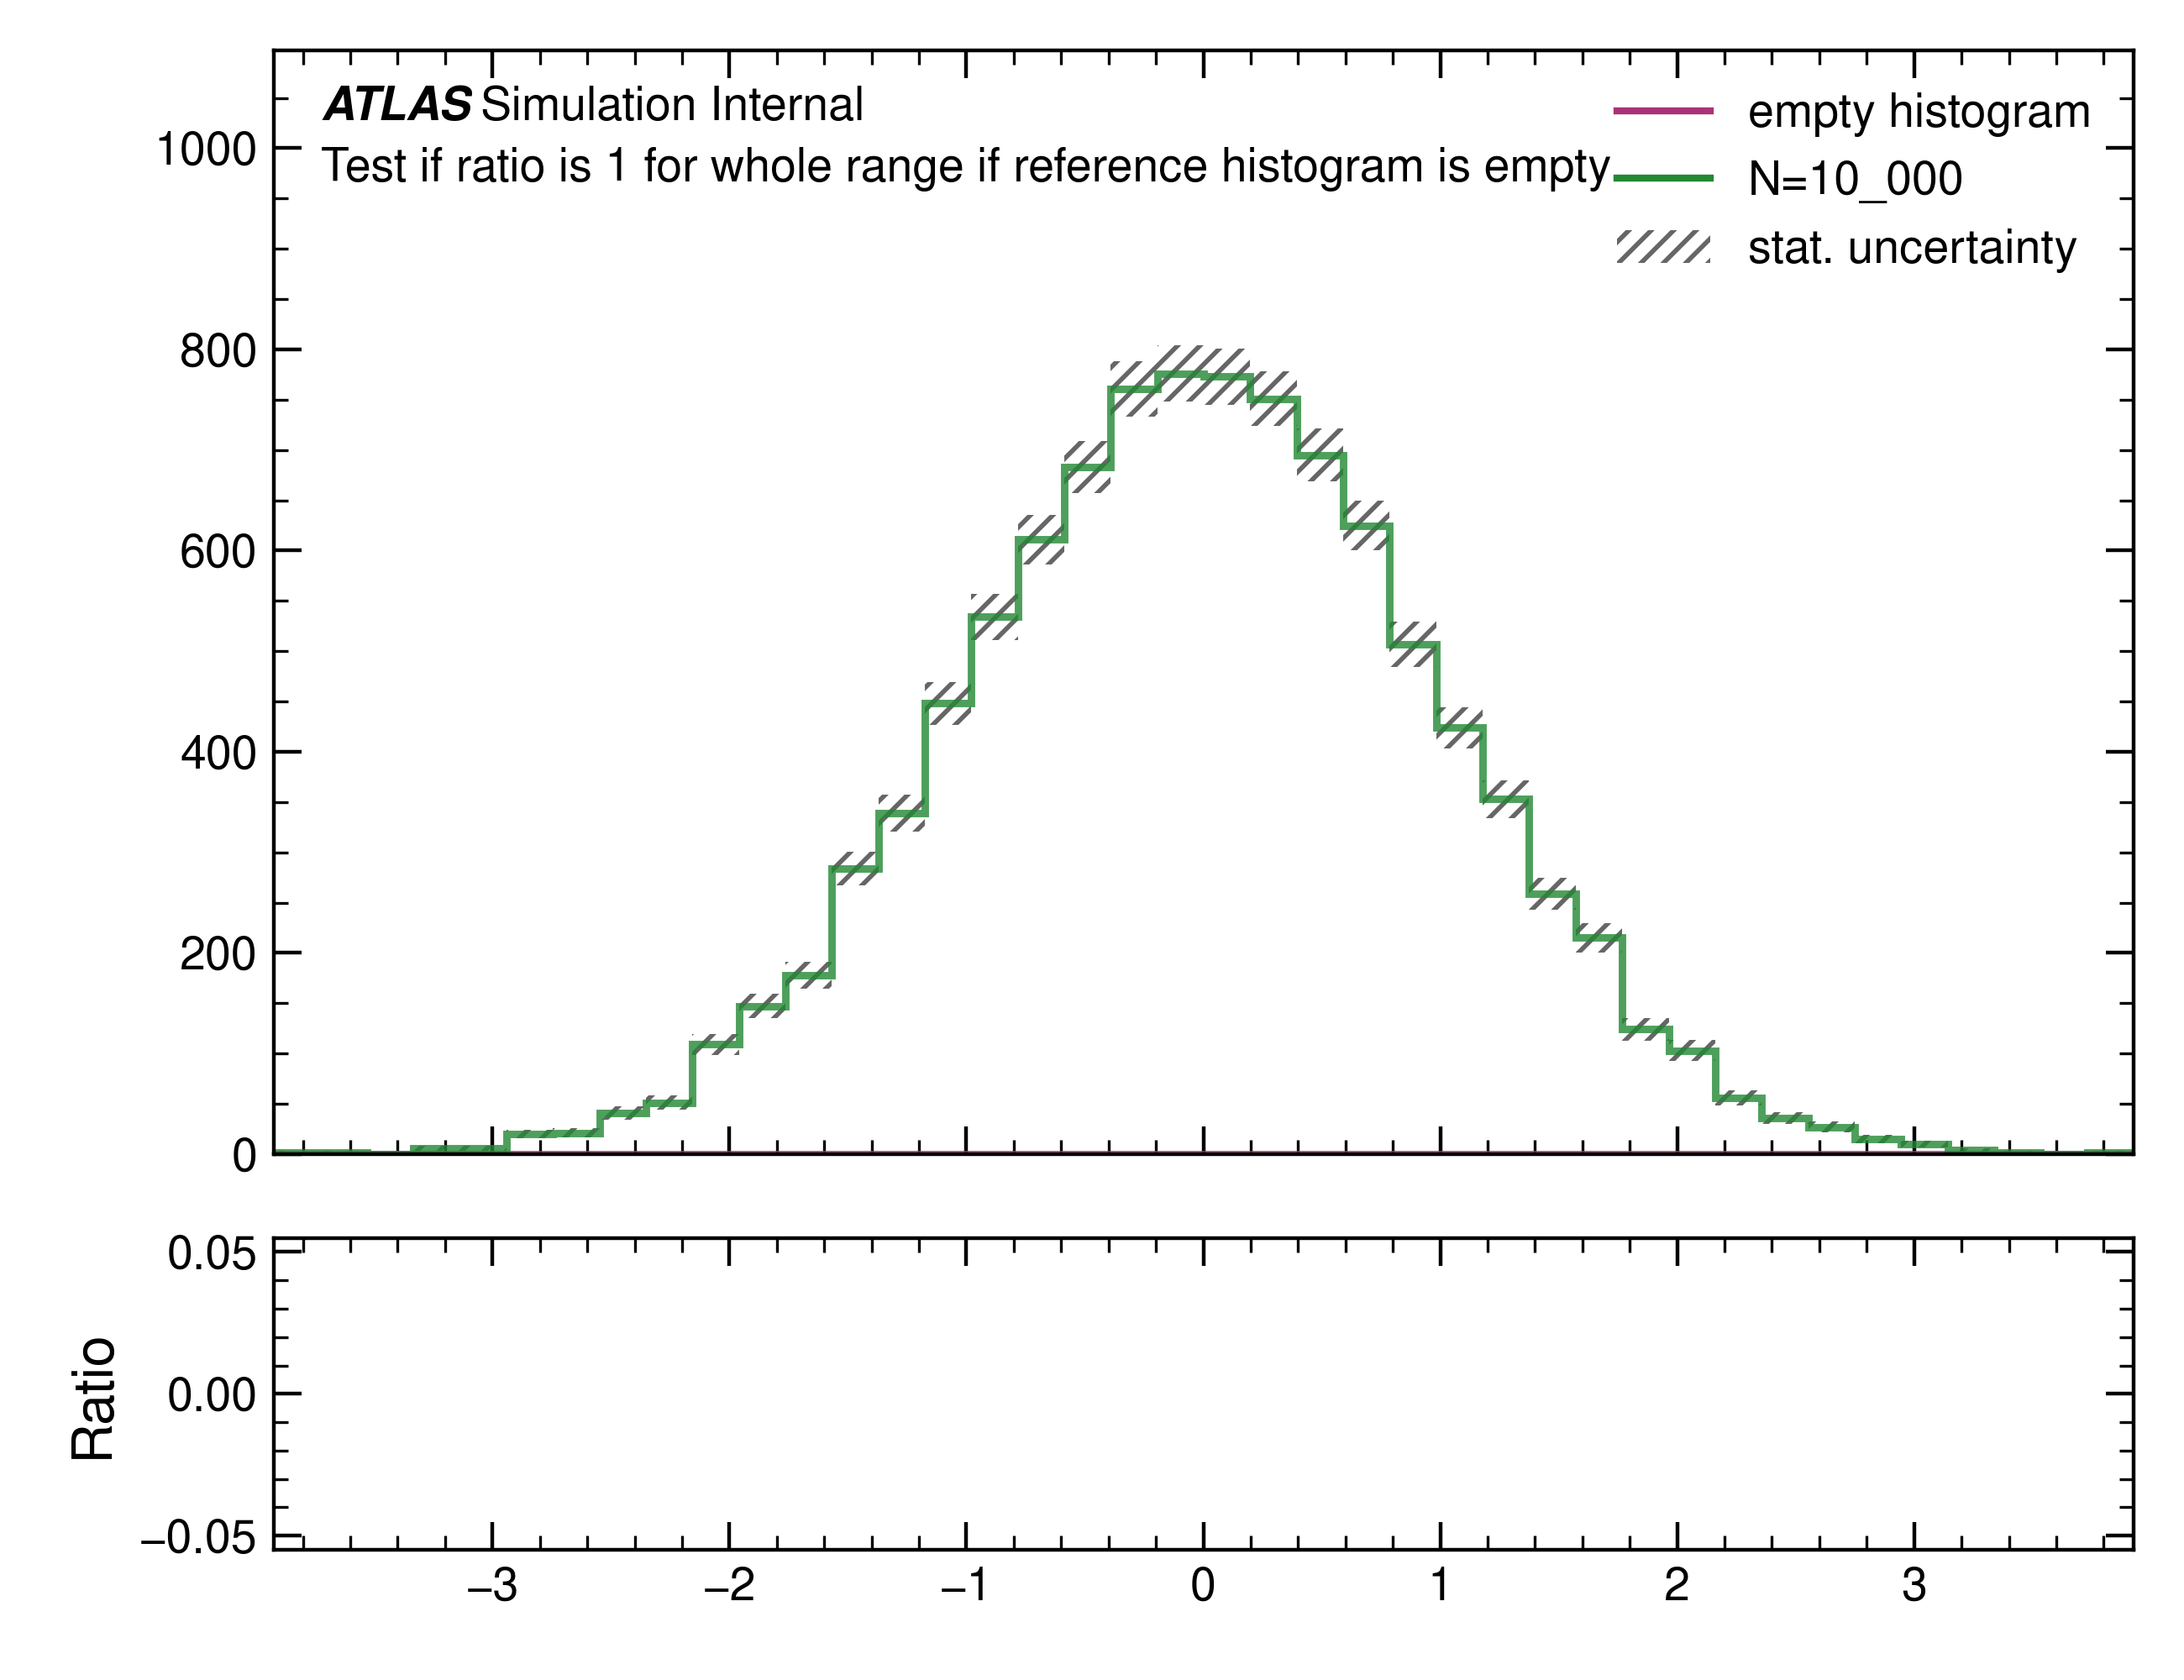 ATLAS Simulation Internal
Test if ratio is 1 for whole range if reference histogram is empty
empty histogram
N=10_000
stat. uncertainty
1000
800
600
400
200
0
0.05
0.00
−0.05
Ratio
−3 −2 −1 0 1 2 3